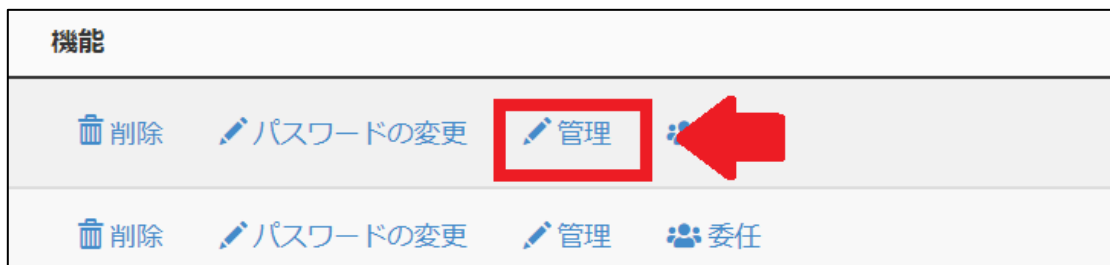 機能
削除 パスワードの変更 管理
削除 パスワードの変更 管理 委任